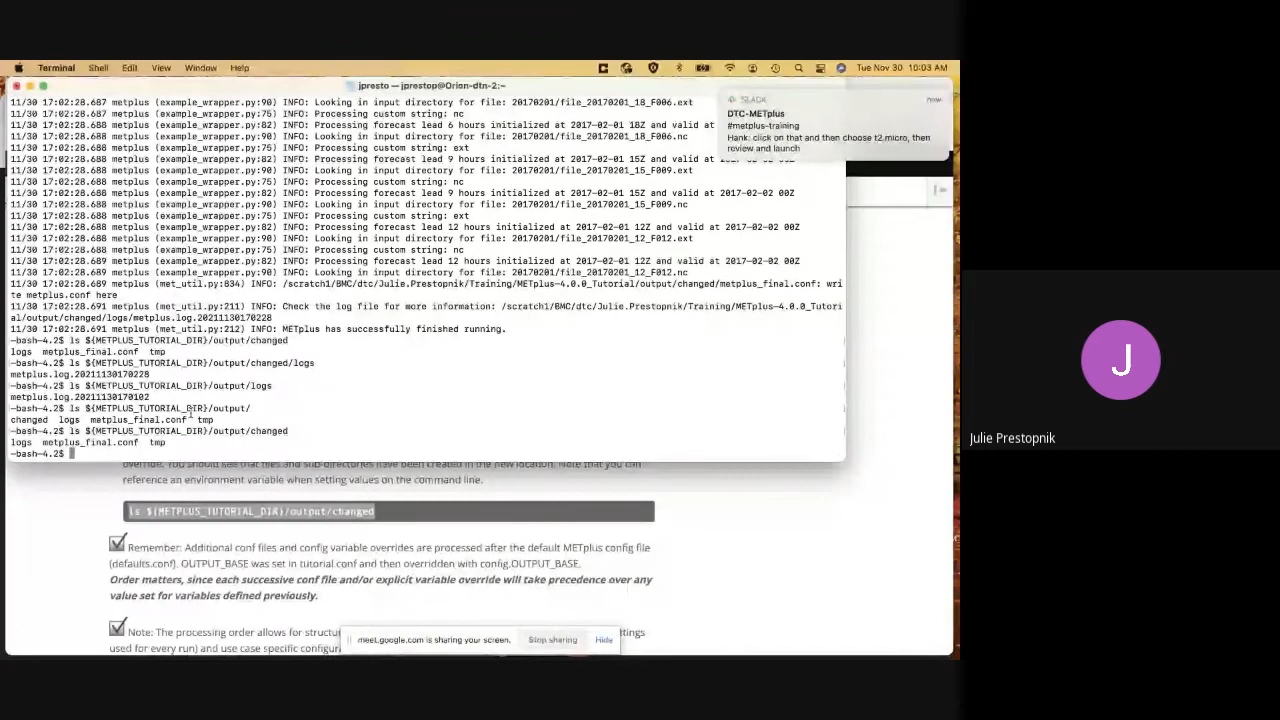 Terminal Shell Edit View Window Help Tue Nov 30 10:03 AM
jpresto — jprestop@Orion-dtn-2:~
11/30 17:02:28.687 metplus (example_wrapper.py:90) INFO: Looking in input directory for file: 20170201/file_20170201_18_F006.ext
11/30 17:02:28.687 metplus (example_wrapper.py:75) INFO: Processing custom string: nc
11/30 17:02:28.688 metplus (example_wrapper.py:82) INFO: Processing forecast lead 6 hours initialized at 2017-02-01 18Z and valid at
11/30 17:02:28.688 metplus (example_wrapper.py:90) INFO: Looking in input directory for file: 20170201/file_20170201_18_F006.nc
11/30 17:02:28.688 metplus (example_wrapper.py:75) INFO: Processing custom string: ext
11/30 17:02:28.688 metplus (example_wrapper.py:82) INFO: Processing forecast lead 9 hours initialized at 2017-02-01 15Z and valid at 2017-02-02 00Z
11/30 17:02:28.688 metplus (example_wrapper.py:90) INFO: Looking in input directory for file: 20170201/file_20170201_15_F009.ext
11/30 17:02:28.688 metplus (example_wrapper.py:75) INFO: Processing custom string: nc
11/30 17:02:28.688 metplus (example_wrapper.py:82) INFO: Processing forecast lead 9 hours initialized at 2017-02-01 15Z and valid at 2017-02-02 00Z
11/30 17:02:28.688 metplus (example_wrapper.py:90) INFO: Looking in input directory for file: 20170201/file_20170201_15_F009.nc
11/30 17:02:28.688 metplus (example_wrapper.py:75) INFO: Processing custom string: ext
11/30 17:02:28.688 metplus (example_wrapper.py:82) INFO: Processing forecast lead 12 hours initialized at 2017-02-01 12Z and valid at 2017-02-02 00Z
11/30 17:02:28.688 metplus (example_wrapper.py:90) INFO: Looking in input directory for file: 20170201/file_20170201_12_F012.ext
11/30 17:02:28.689 metplus (example_wrapper.py:75) INFO: Processing custom string: nc
11/30 17:02:28.689 metplus (example_wrapper.py:82) INFO: Processing forecast lead 12 hours initialized at 2017-02-01 12Z and valid at 2017-02-02 00Z
11/30 17:02:28.689 metplus (example_wrapper.py:90) INFO: Looking in input directory for file: 20170201/file_20170201_12_F012.nc
11/30 17:02:28.689 metplus (met_util.py:834) INFO: /scratch1/BMC/dtc/Julie.Prestopnik/Training/METplus-4.0.0_Tutorial/output/changed/metplus_final.conf: wri
te metplus.conf here
11/30 17:02:28.691 metplus (met_util.py:211) INFO: Check the log file for more information: /scratch1/BMC/dtc/Julie.Prestopnik/Training/METplus-4.0.0_Tutori
al/output/changed/logs/metplus.log.20211130170228
11/30 17:02:28.691 metplus (met_util.py:212) INFO: METplus has successfully finished running.
-bash-4.2$ ls ${METPLUS_TUTORIAL_DIR}/output/changed
logs metplus_final.conf tmp
-bash-4.2$ ls ${METPLUS_TUTORIAL_DIR}/output/changed/logs
metplus.log.20211130170228
-bash-4.2$ ls ${METPLUS_TUTORIAL_DIR}/output/logs
metplus.log.20211130170102
-bash-4.2$ ls ${METPLUS_TUTORIAL_DIR}/output/
changed logs metplus_final.conf tmp
-bash-4.2$ ls ${METPLUS_TUTORIAL_DIR}/output/changed
logs metplus_final.conf tmp
-bash-4.2$
SLACK now
DTC-METplus
#metplus-training
Hank: click on that and then choose t2.micro, then
review and launch
override. You should see that files and sub-directories have been created in the new location. Note that you can
reference an environment variable when setting values on the command line.
ls ${METPLUS_TUTORIAL_DIR}/output/changed
Remember: Additional conf files and config variable overrides are processed after the default METplus config file
(defaults.conf). OUTPUT_BASE was set in tutorial.conf and then overridden with config.OUTPUT_BASE.
Order matters, since each successive conf file and/or explicit variable override will take precedence over any
value set for variables defined previously.
Note: The processing order allows for structu ttings
used for every run) and use case specific configura
meet.google.com is sharing your screen. Stop sharing Hide
J
Julie Prestopnik